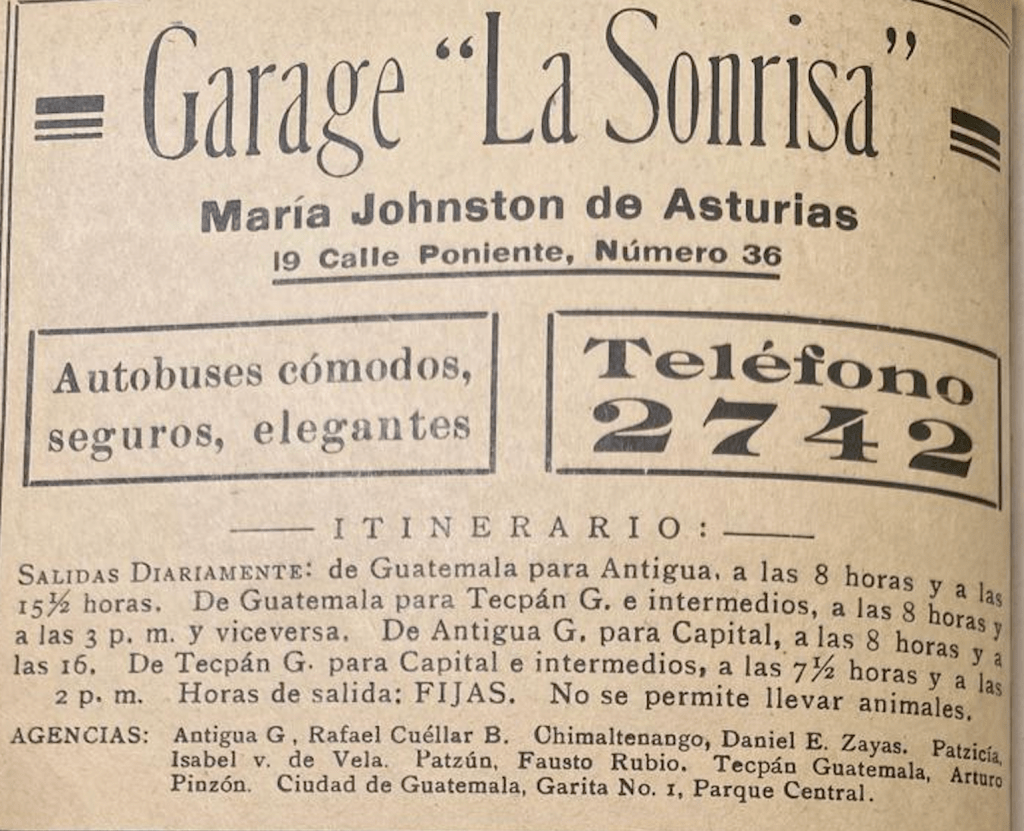 Garage “La Sonrisa”
María Johnston de Asturias
19 Calle Poniente, Número 36
Autobuses cómodos,
seguros, elegantes
Teléfono
2742
ITINERARIO:
SALIDAS DIARIAMENTE: de Guatemala para Antigua, a las 8 horas y a las
15½ horas. De Guatemala para Tecpán G. e intermedios, a las 8 horas y
a las 3 p. m. y viceversa. De Antigua G. para Capital, a las 8 horas y a
las 16. De Tecpán G. para Capital e intermedios, a las 7½ horas y a las
2 p. m. Horas de salida: FIJAS. No se permite llevar animales.
AGENCIAS: Antigua G, Rafael Cuéllar B. Chimaltenango, Daniel E. Zayas. Patzicía,
Isabel v. de Vela. Patzún, Fausto Rubio. Tecpán Guatemala, Arturo
Pinzón. Ciudad de Guatemala, Garita No. 1, Parque Central.